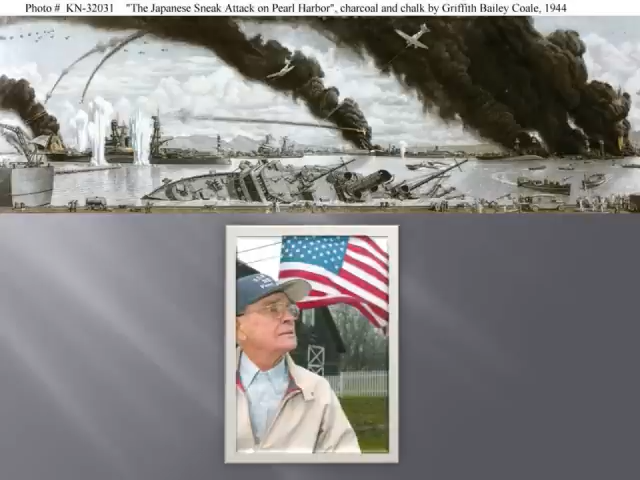 Photo # KN-32031 "The Japanese Sneak Attack on Pearl Harbor", charcoal and chalk by Griffith Bailey Coale, 1944